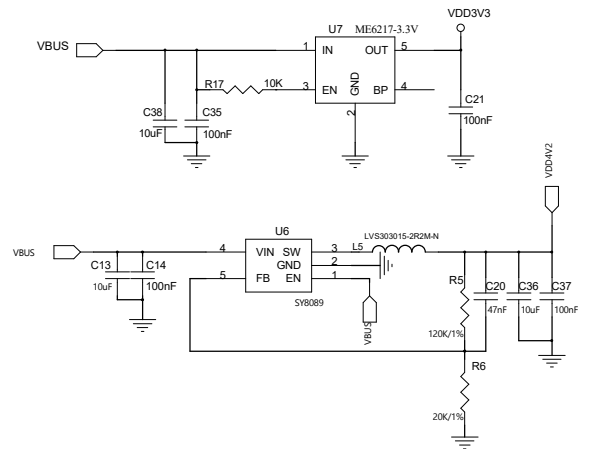 VDD3V3
U7 ME6217-3.3V
VBUS 1 IN OUT 5
R17 10K 3 EN GND BP 4
2
C38 C35 C21
10uF 100nF 100nF
VDD4V2
U6
LVS303015-2R2M-N
VBUS 4 VIN SW 3 L5
GND 2
5 FB EN 1
C13 C14
10uF 100nF
SY8089
VBUS
R5 C20 C36 C37
47nF 10uF 100nF
120K/1%
R6
20K/1%